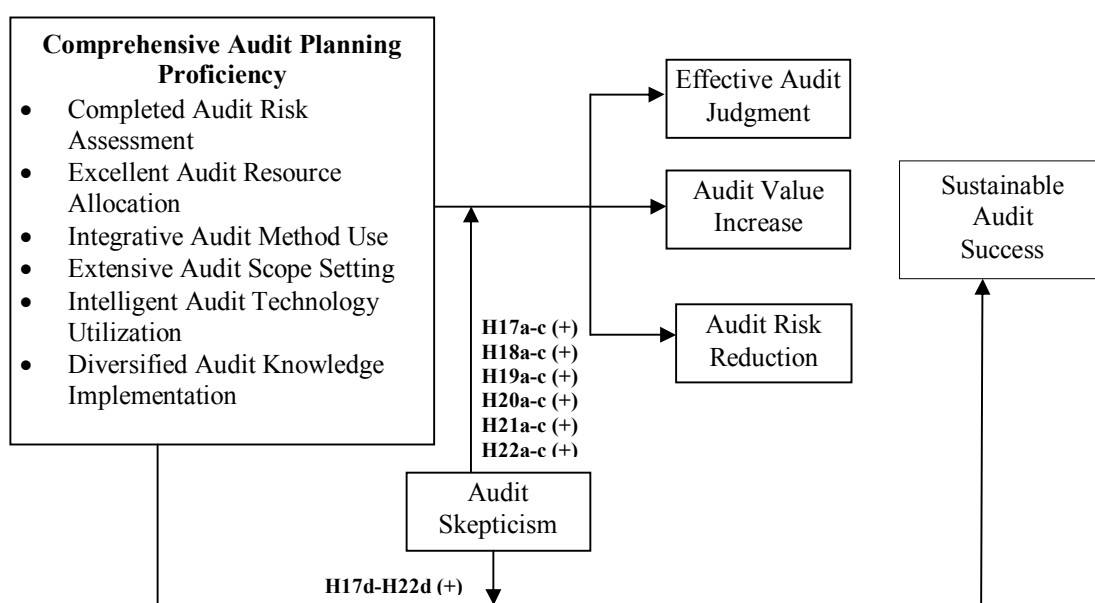 Comprehensive Audit Planning
Proficiency
• Completed Audit Risk
Assessment
• Excellent Audit Resource
Allocation
• Integrative Audit Method Use
• Extensive Audit Scope Setting
• Intelligent Audit Technology
Utilization
• Diversified Audit Knowledge
Implementation
Effective Audit
Judgment
Audit Value
Increase
Audit Risk
Reduction
Sustainable
Audit
Success
H17a-c (+)
H18a-c (+)
H19a-c (+)
H20a-c (+)
H21a-c (+)
H22a-c (+)
Audit
Skepticism
H17d-H22d (+)